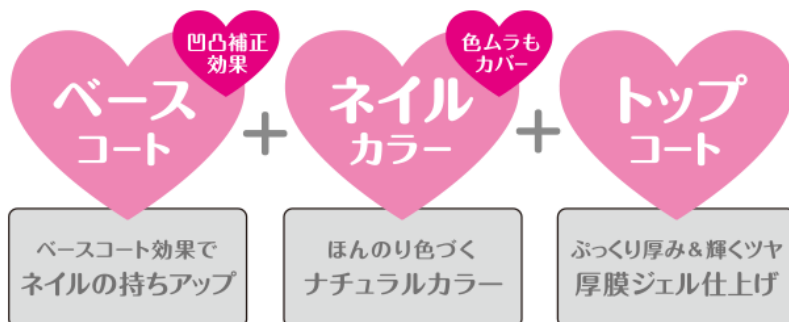 凹凸補正
効果
ベース
コート
+
色ムラも
カバー
ネイル
カラー
+
トップ
コート
ベースコート効果で
ネイルの持ちアップ
ほんのり色づく
ナチュラルカラー
ぷっくり厚み&輝くツヤ
厚膜ジェル仕上げ